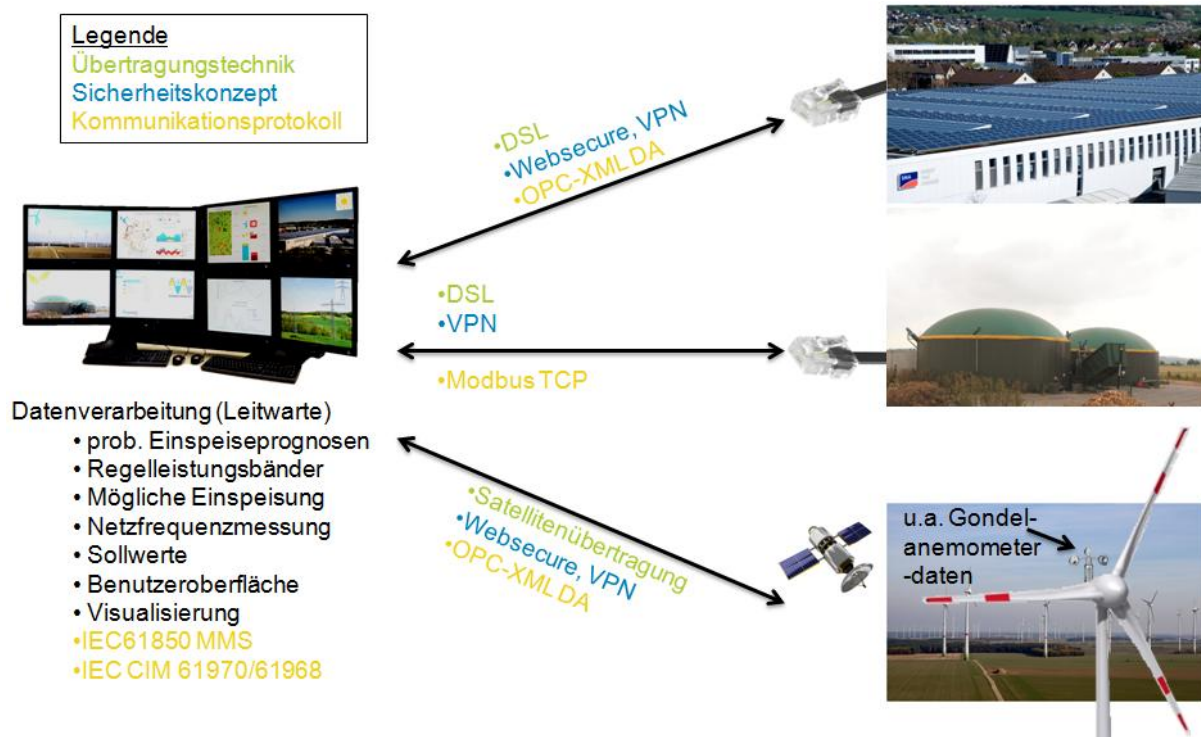 Legende
Übertragungstechnik
Sicherheitskonzept
Kommunikationsprotokoll
•DSL
•Websecure, VPN
•OPC-XML DA
•DSL
•VPN
•Modbus TCP
Datenverarbeitung (Leitwarte)
• prob. Einspeiseprognosen
• Regelleistungsbänder
• Mögliche Einspeisung
• Netzfrequenzmessung
• Sollwerte
• Benutzeroberfläche
• Visualisierung
•IEC61850 MMS
•IEC CIM 61970/61968
•Satellitenübertragung
•Websecure, VPN
•OPC-XML DA
u.a. Gondel-
anemometer
-daten
SMA